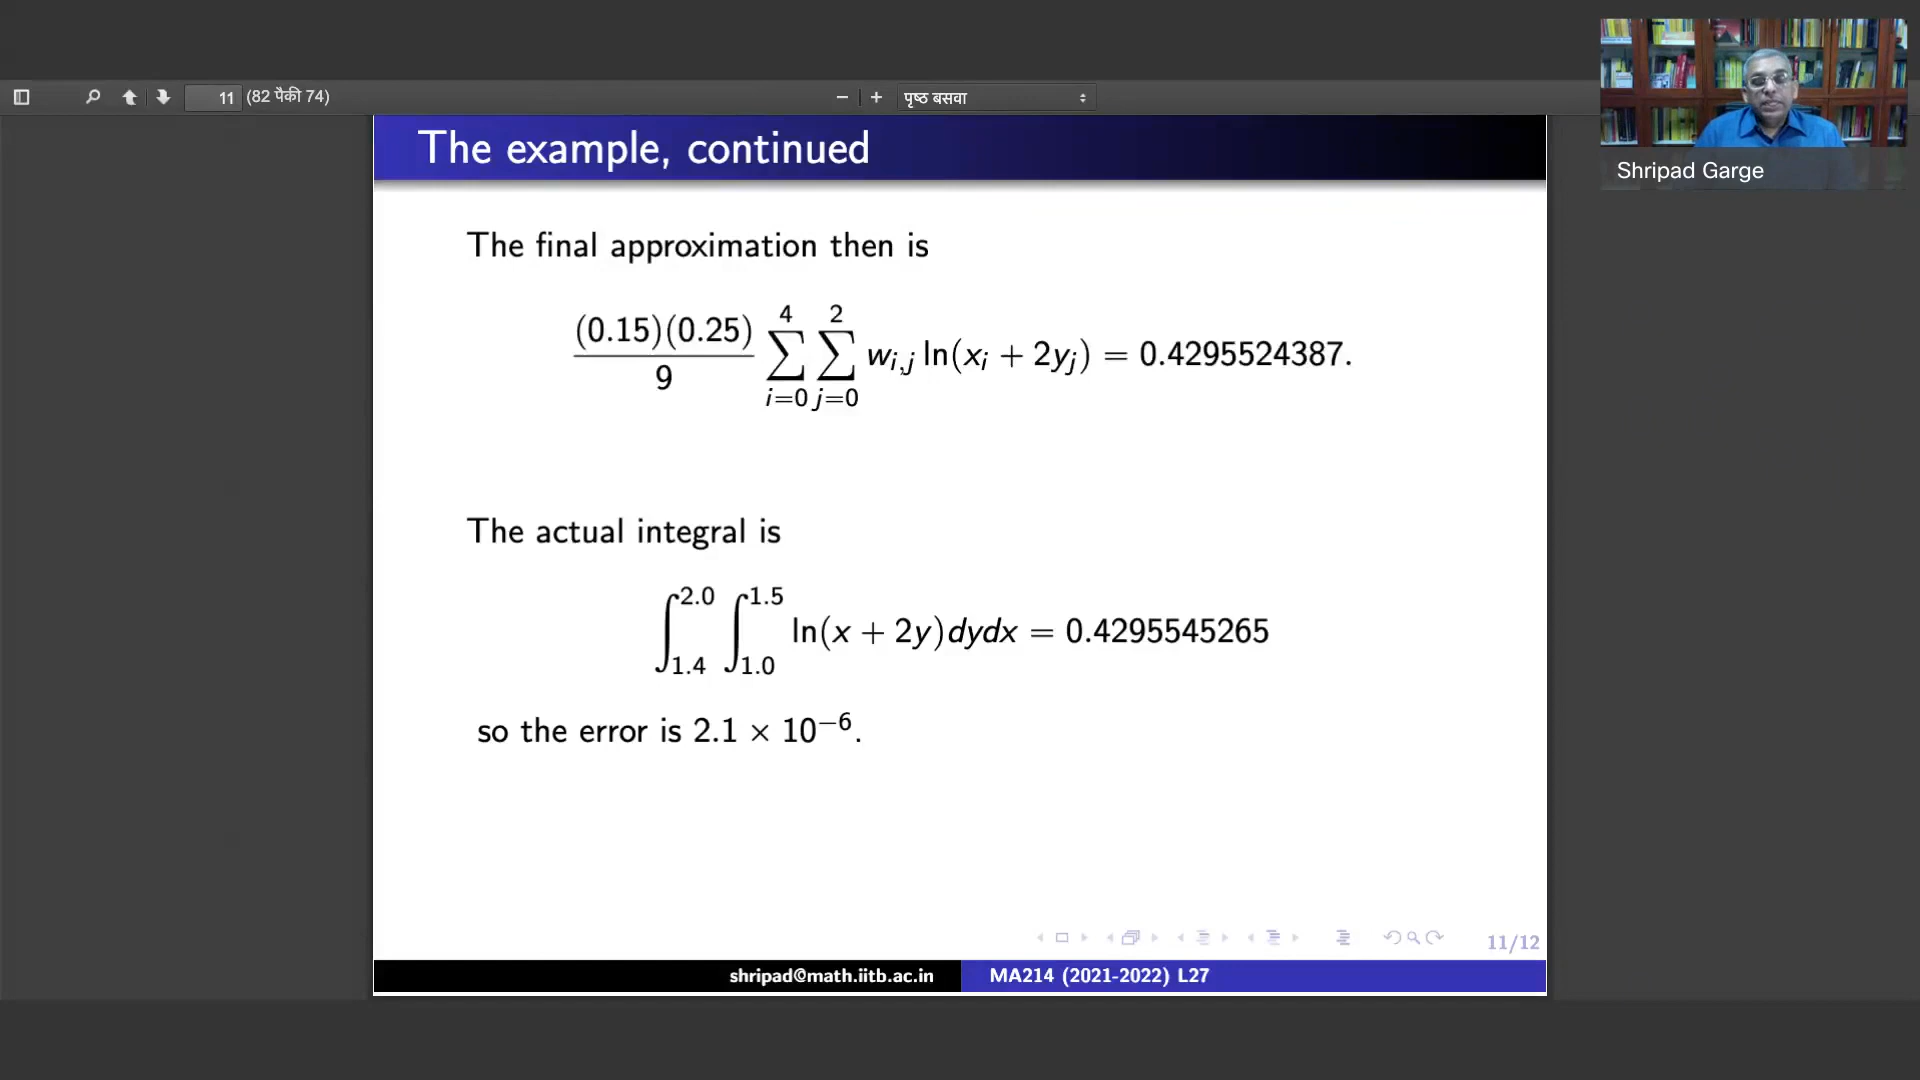 11 (82 पैकी 74)
पृष्ठ बसवा
Shripad Garge
The example, continued
The final approximation then is
(0.15)(0.25)/9 ∑_{i=0}^{4} ∑_{j=0}^{2} w_{i,j} ln(x_i + 2y_j) = 0.4295524387.
The actual integral is
∫_{1.4}^{2.0} ∫_{1.0}^{1.5} ln(x + 2y)dydx = 0.4295545265
so the error is 2.1 × 10^{−6}.
11/12
shripad@math.iitb.ac.in MA214 (2021-2022) L27